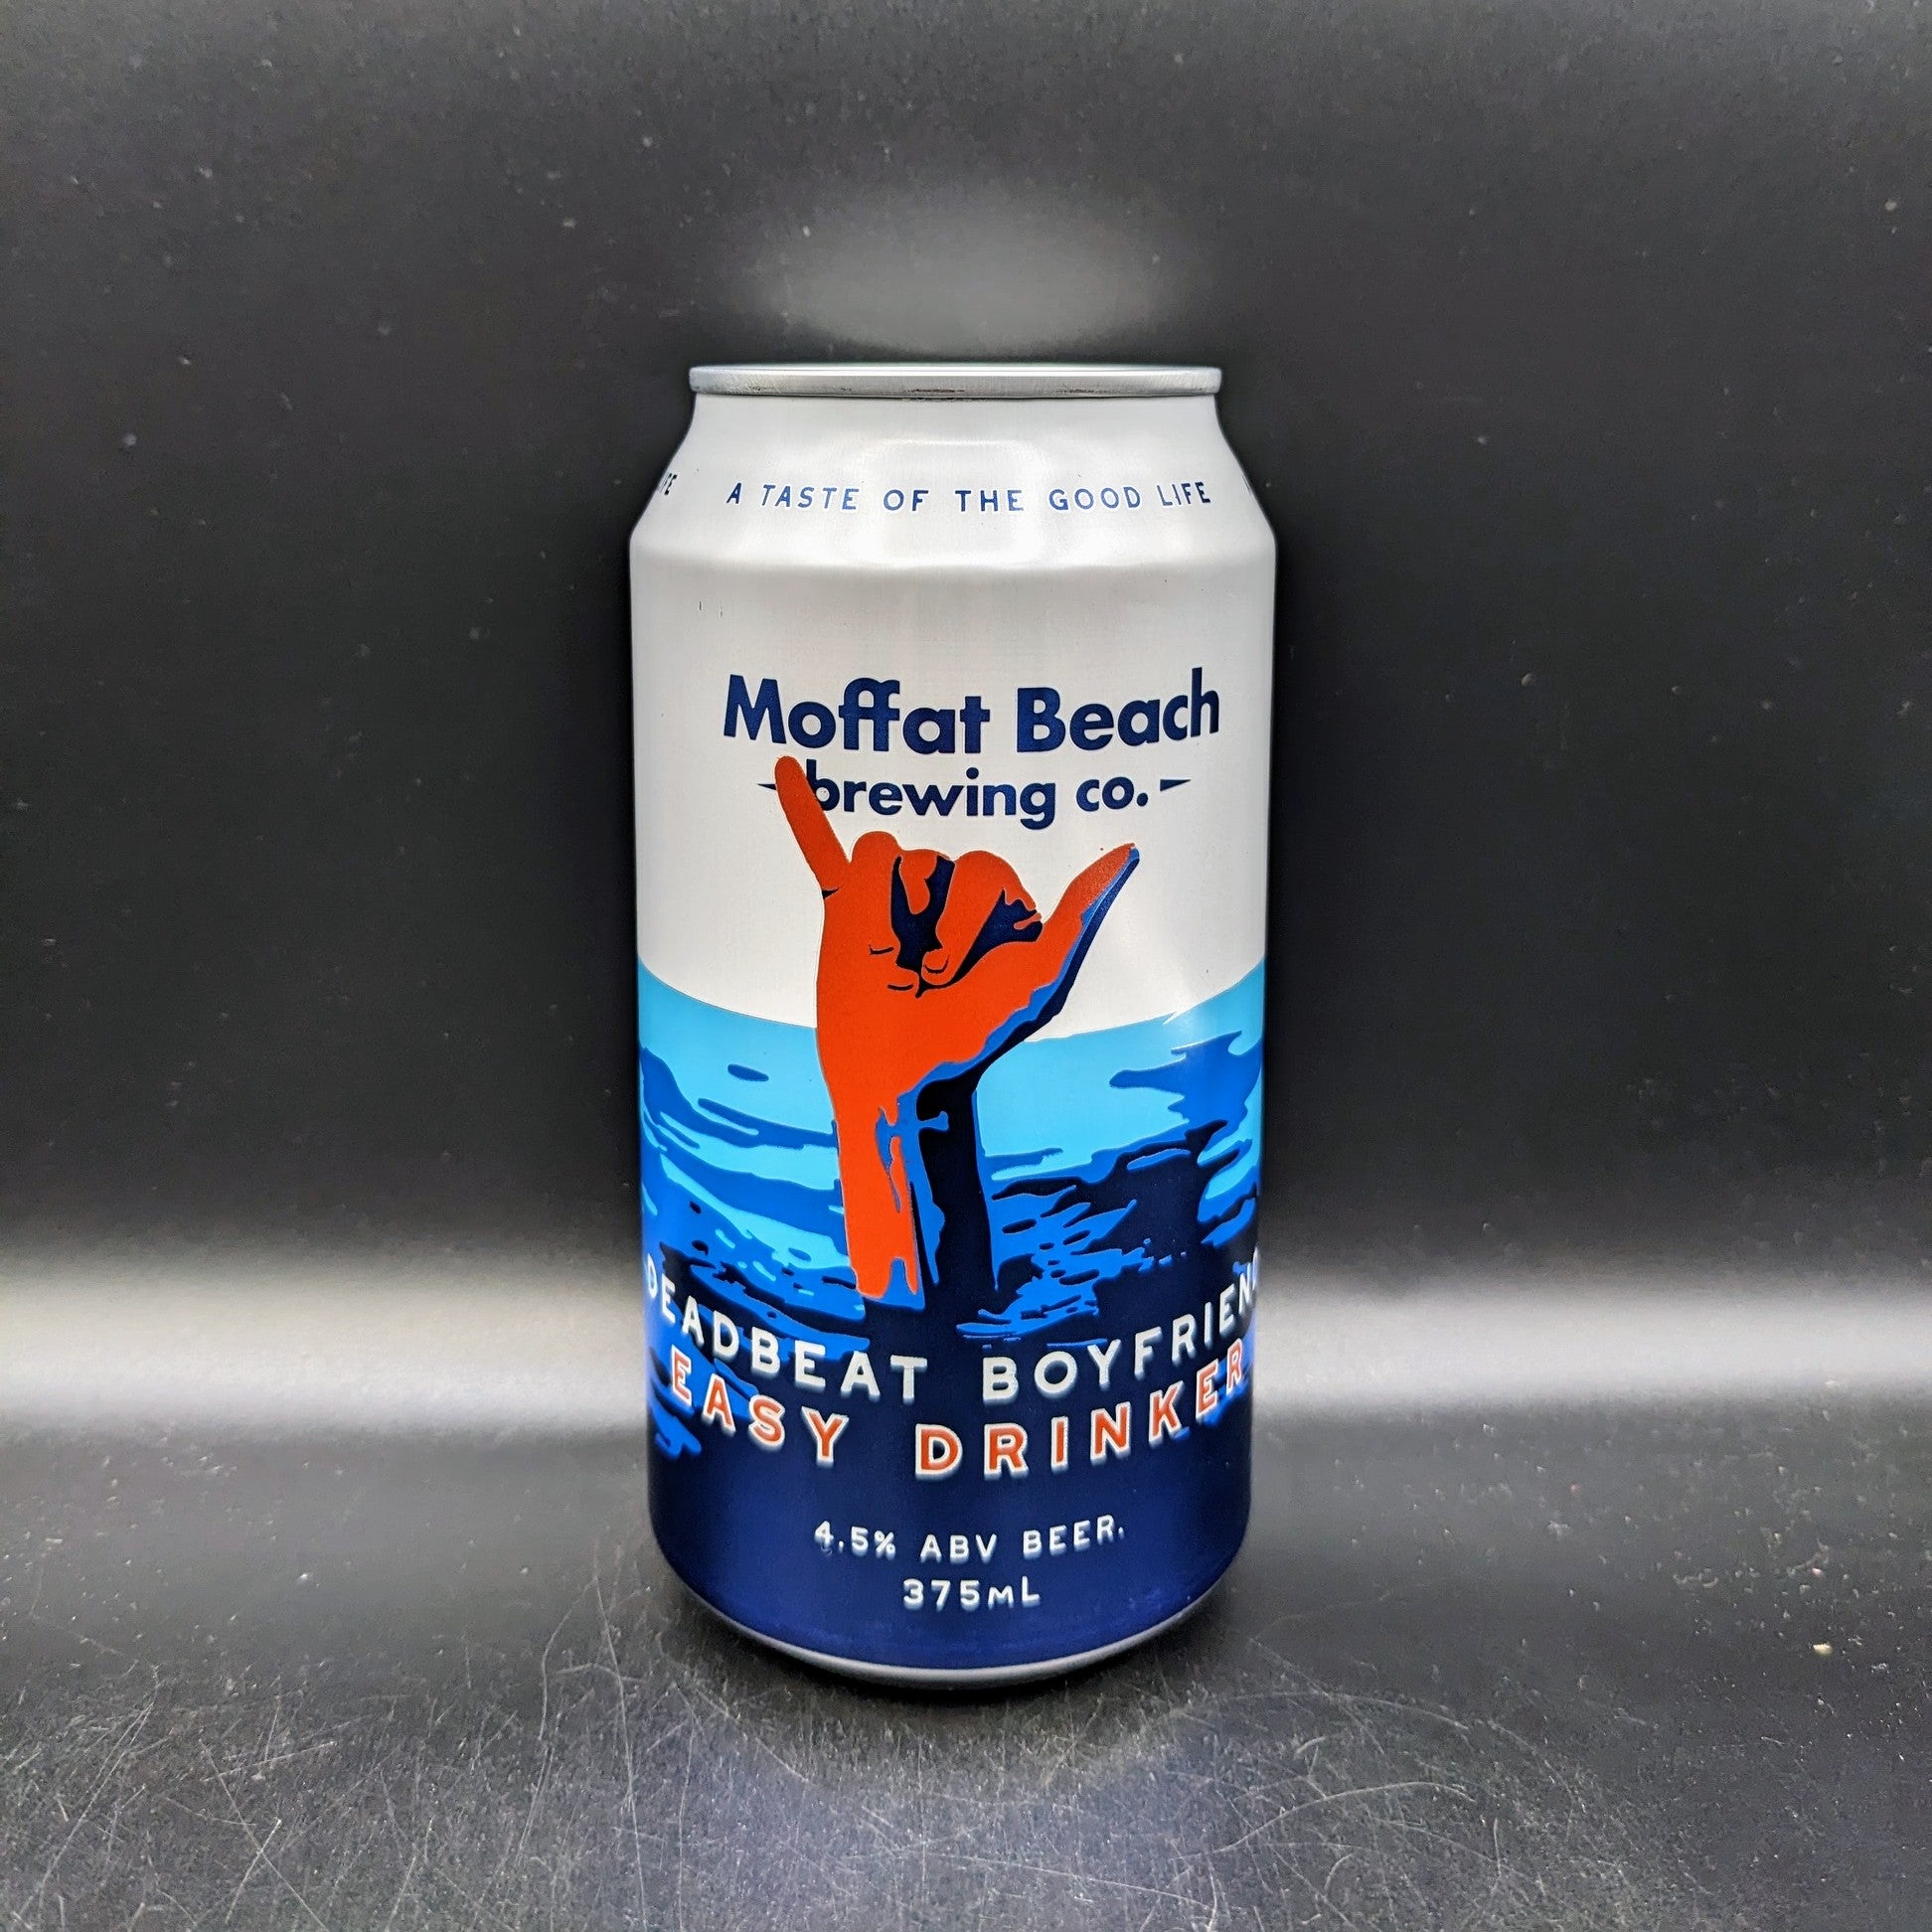 A TASTE OF THE GOOD LIFE
Moffat Beach
brewing co.
DEADBEAT BOYFRIEND
EASY DRINKER
4.5% ABV BEER.
375mL